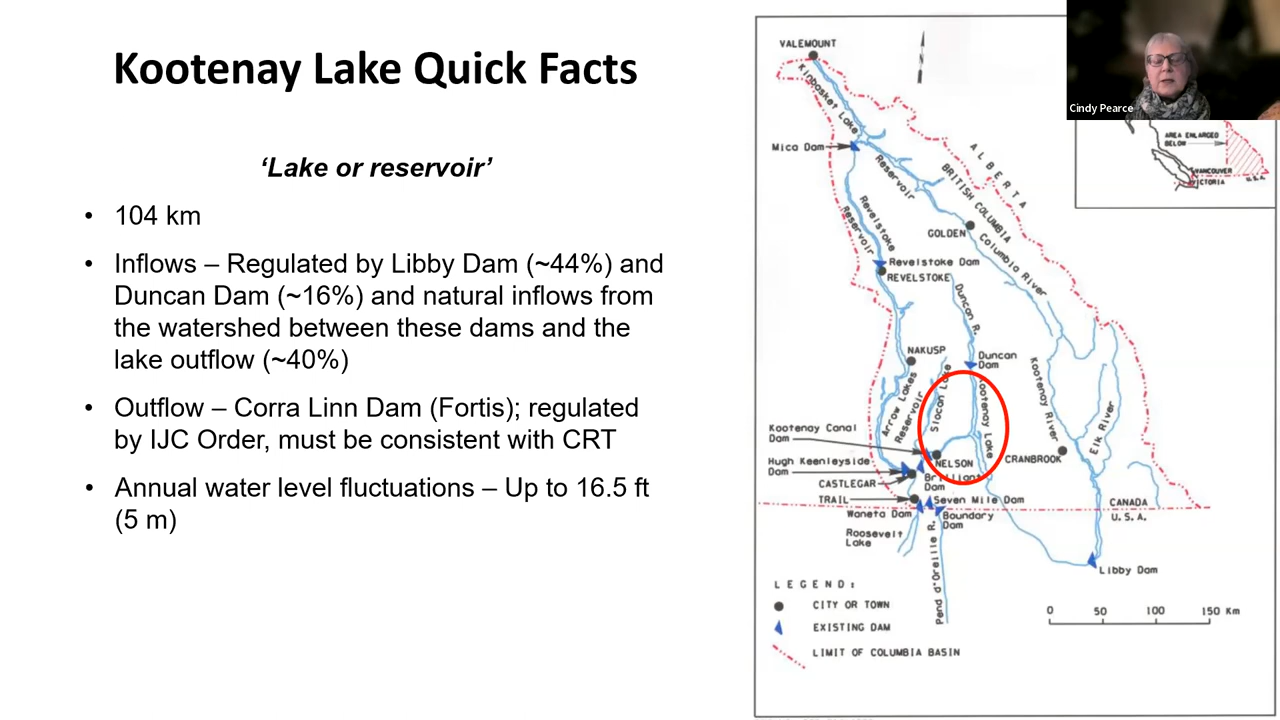 Kootenay Lake Quick Facts
‘Lake or reservoir’
• 104 km
• Inflows – Regulated by Libby Dam (~44%) and
Duncan Dam (~16%) and natural inflows from
the watershed between these dams and the
lake outflow (~40%)
• Outflow – Corra Linn Dam (Fortis); regulated
by IJC Order, must be consistent with CRT
• Annual water level fluctuations – Up to 16.5 ft
(5 m)
Cindy Pearce
AREA ENLARGED
BELOW
VANCOUVER
VICTORIA
U.S.A.
VALEMOUNT
Kinbasket Lake
Mica Dam
Reservoir
ALBERTA
BRITISH COLUMBIA
Revelstoke
Reservoir
GOLDEN
Columbia River
Revelstoke Dam
REVELSTOKE
Duncan R.
NAKUSP
Duncan
Dam
Kootenay River
Arrow Lakes
Reservoir
Slocan Lake
Kootenay Lake
Elk River
Kootenay Canal
Dam
NELSON
CRANBROOK
Hugh Keenleyside
Dam
Brilliant
Dam
CASTLEGAR
TRAIL
Seven Mile Dam
CANADA
U.S.A.
Waneta Dam
Boundary
Dam
Roosevelt
Lake
Pend d'Oreille R.
Libby Dam
LEGEND:
CITY OR TOWN
EXISTING DAM
LIMIT OF COLUMBIA BASIN
0 50 100 150 Km